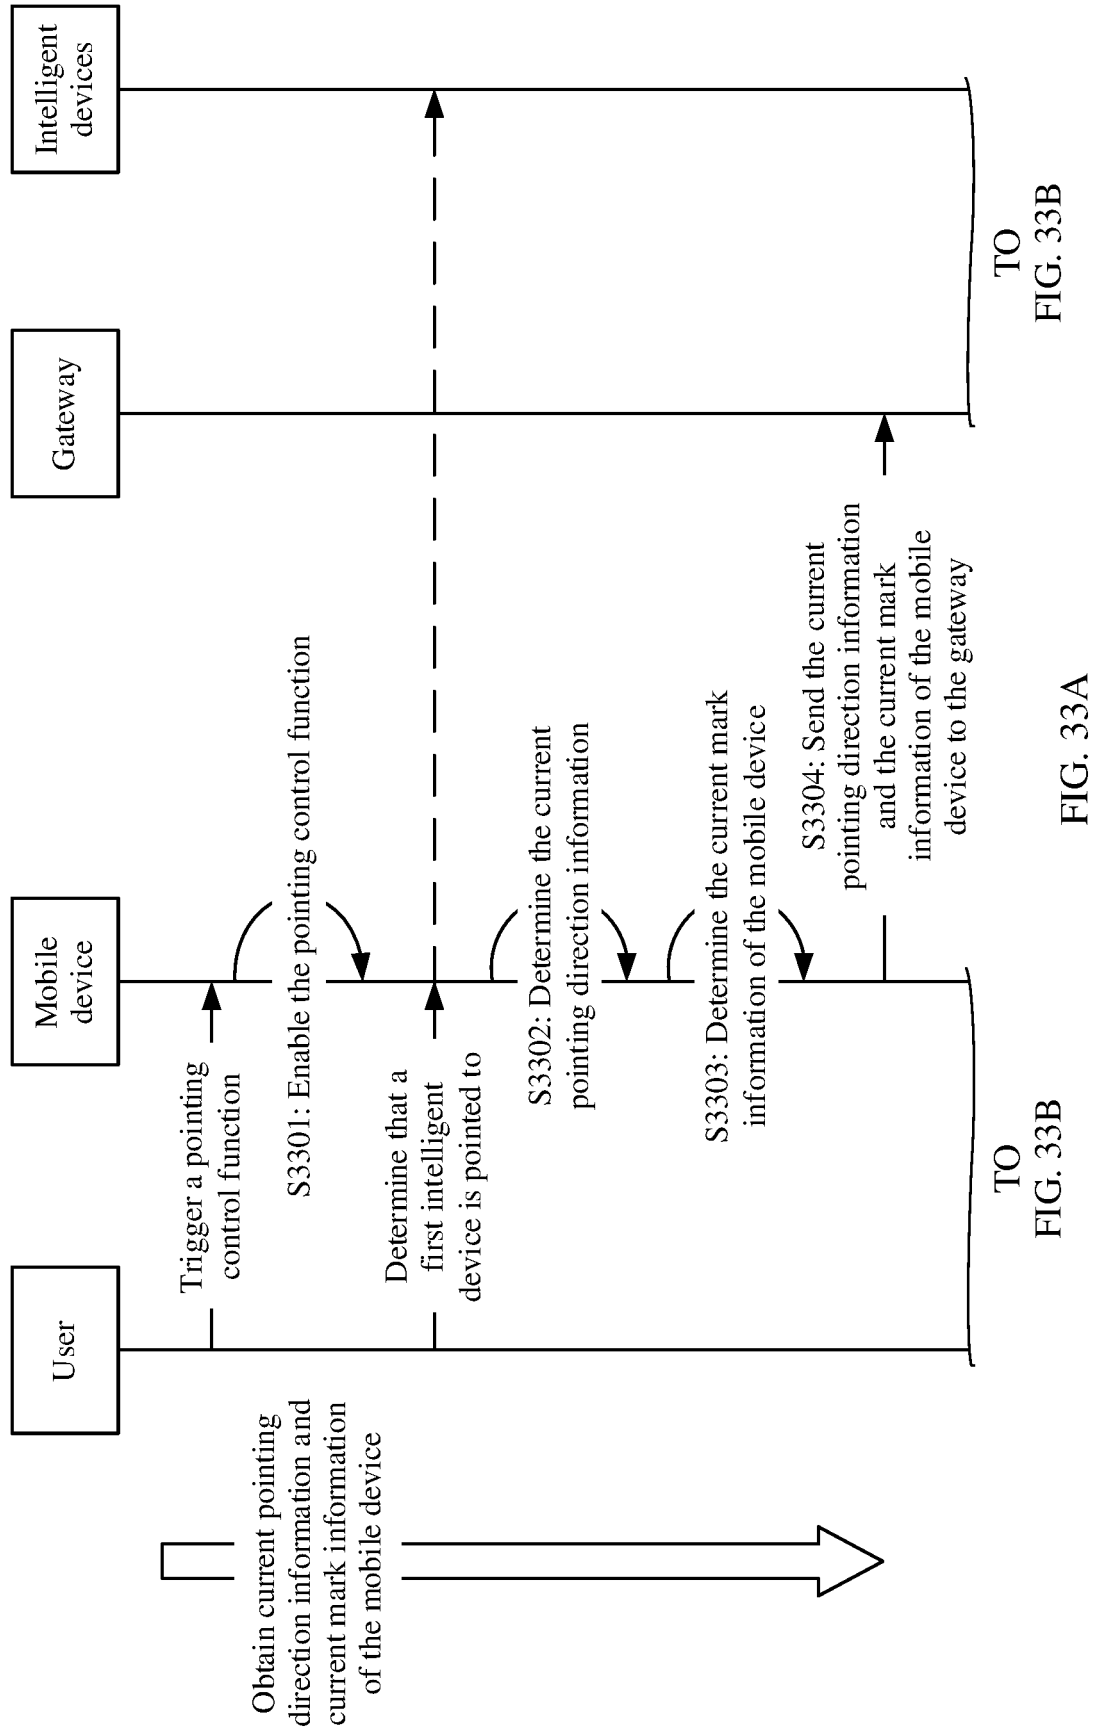 User
Mobile
device
Gateway
Intelligent
devices
Obtain current pointing
direction information and
current mark information
of the mobile device
Trigger a pointing
control function
S3301: Enable the pointing control function
Determine that a
first intelligent
device is pointed to
S3302: Determine the current
pointing direction information
S3303: Determine the current mark
information of the mobile device
S3304: Send the current
pointing direction information
and the current mark
information of the mobile
device to the gateway
TO
FIG. 33B
TO
FIG. 33B
FIG. 33A